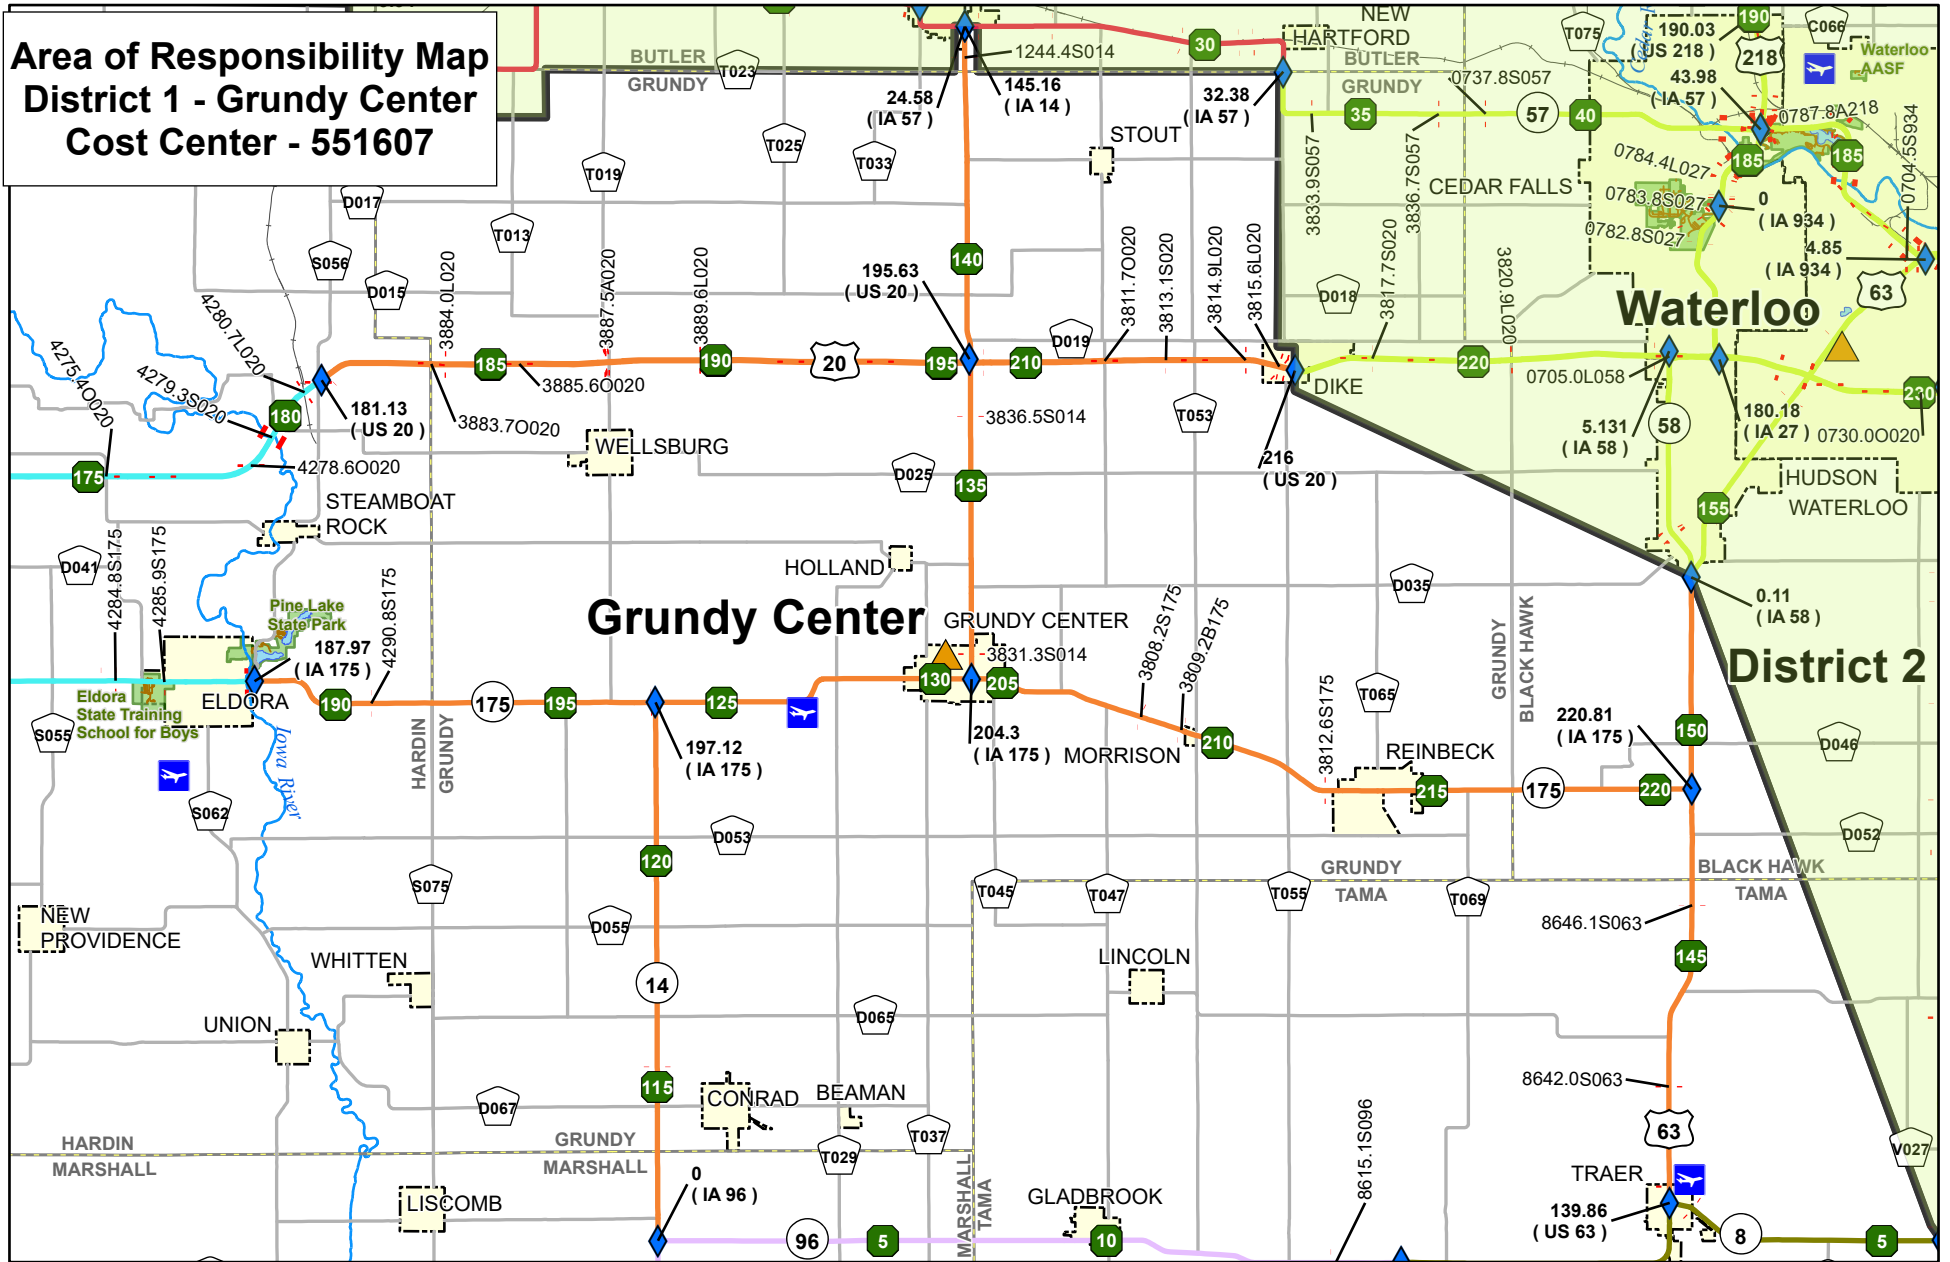 Area of Responsibility Map
District 1 - Grundy Center
Cost Center - 551607
BUTLER
GRUNDY
T023
1244.4S014
30
NEW
HARTFORD
BUTLER
GRUNDY
T075
190.03
( US 218 )
190
218
C066
Waterloo
AASF
43.98
( IA 57 )
24.58
( IA 57 )
145.16
( IA 14 )
32.38
( IA 57 )
35
0737.8S057
57
40
0787.8A218
185
185
0704.5S934
STOUT
T025
T033
T019
T013
D017
S056
D015
3833.9S057
3836.7S057
CEDAR FALLS
0784.4L027
0783.8S027
0782.8S027
0
( IA 934 )
4.85
( IA 934 )
63
Waterloo
4280.7L020
4275.4O020
4279.3S020
3884.0L020
3887.5A020
3889.6L020
195.63
( US 20 )
140
3811.7O020
3813.1S020
3814.9L020
3815.6L020
D018
3817.7S020
3820.9L020
D019
185
190
20
195
210
220
230
DIKE
0705.0L058
180
181.13
( US 20 )
3885.6O020
3883.7O020
3836.5S014
T053
5.131
( IA 58 )
58
180.18
( IA 27 )
0730.0O020
WELLSBURG
175
4278.6O020
D025
135
216
( US 20 )
HUDSON
WATERLOO
155
STEAMBOAT
ROCK
D041
4284.8S175
4285.9S175
4290.8S175
HOLLAND
D035
Pine Lake
State Park
187.97
( IA 175 )
Grundy Center
GRUNDY CENTER
3831.3S014
3808.2S175
3809.2B175
GRUNDY
BLACK HAWK
0.11
( IA 58 )
District 2
Eldora
State Training
School for Boys
ELDORA
190
175
195
125
130
205
T065
S055
Iowa River
HARDIN
GRUNDY
197.12
( IA 175 )
204.3
( IA 175 )
MORRISON
210
3812.6S175
REINBECK
220.81
( IA 175 )
150
D046
215
175
220
S062
D053
120
D052
S075
T045
T047
T055
T069
GRUNDY
TAMA
BLACK HAWK
TAMA
NEW
PROVIDENCE
D055
8646.1S063
145
WHITTEN
14
LINCOLN
UNION
D065
8642.0S063
115
CONRAD
BEAMAN
D067
T037
T029
8615.1S096
63
V027
HARDIN
MARSHALL
GRUNDY
MARSHALL
MARSHALL
TAMA
0
( IA 96 )
TRAER
LISCOMB
GLADBROOK
139.86
( US 63 )
96
5
10
8
5